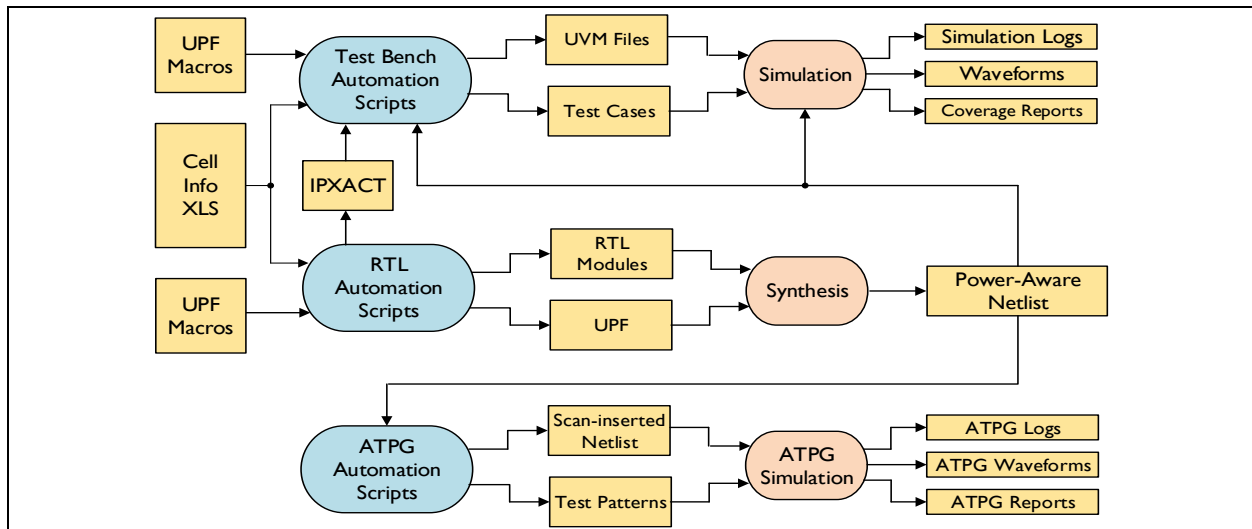 UPF
Macros
Test Bench
Automation
Scripts
UVM Files
Test Cases
Simulation
Simulation Logs
Waveforms
Coverage Reports
Cell
Info
XLS
IPXACT
UPF
Macros
RTL
Automation
Scripts
RTL
Modules
UPF
Synthesis
Power-Aware
Netlist
ATPG
Automation
Scripts
Scan-inserted
Netlist
Test Patterns
ATPG
Simulation
ATPG Logs
ATPG Waveforms
ATPG Reports